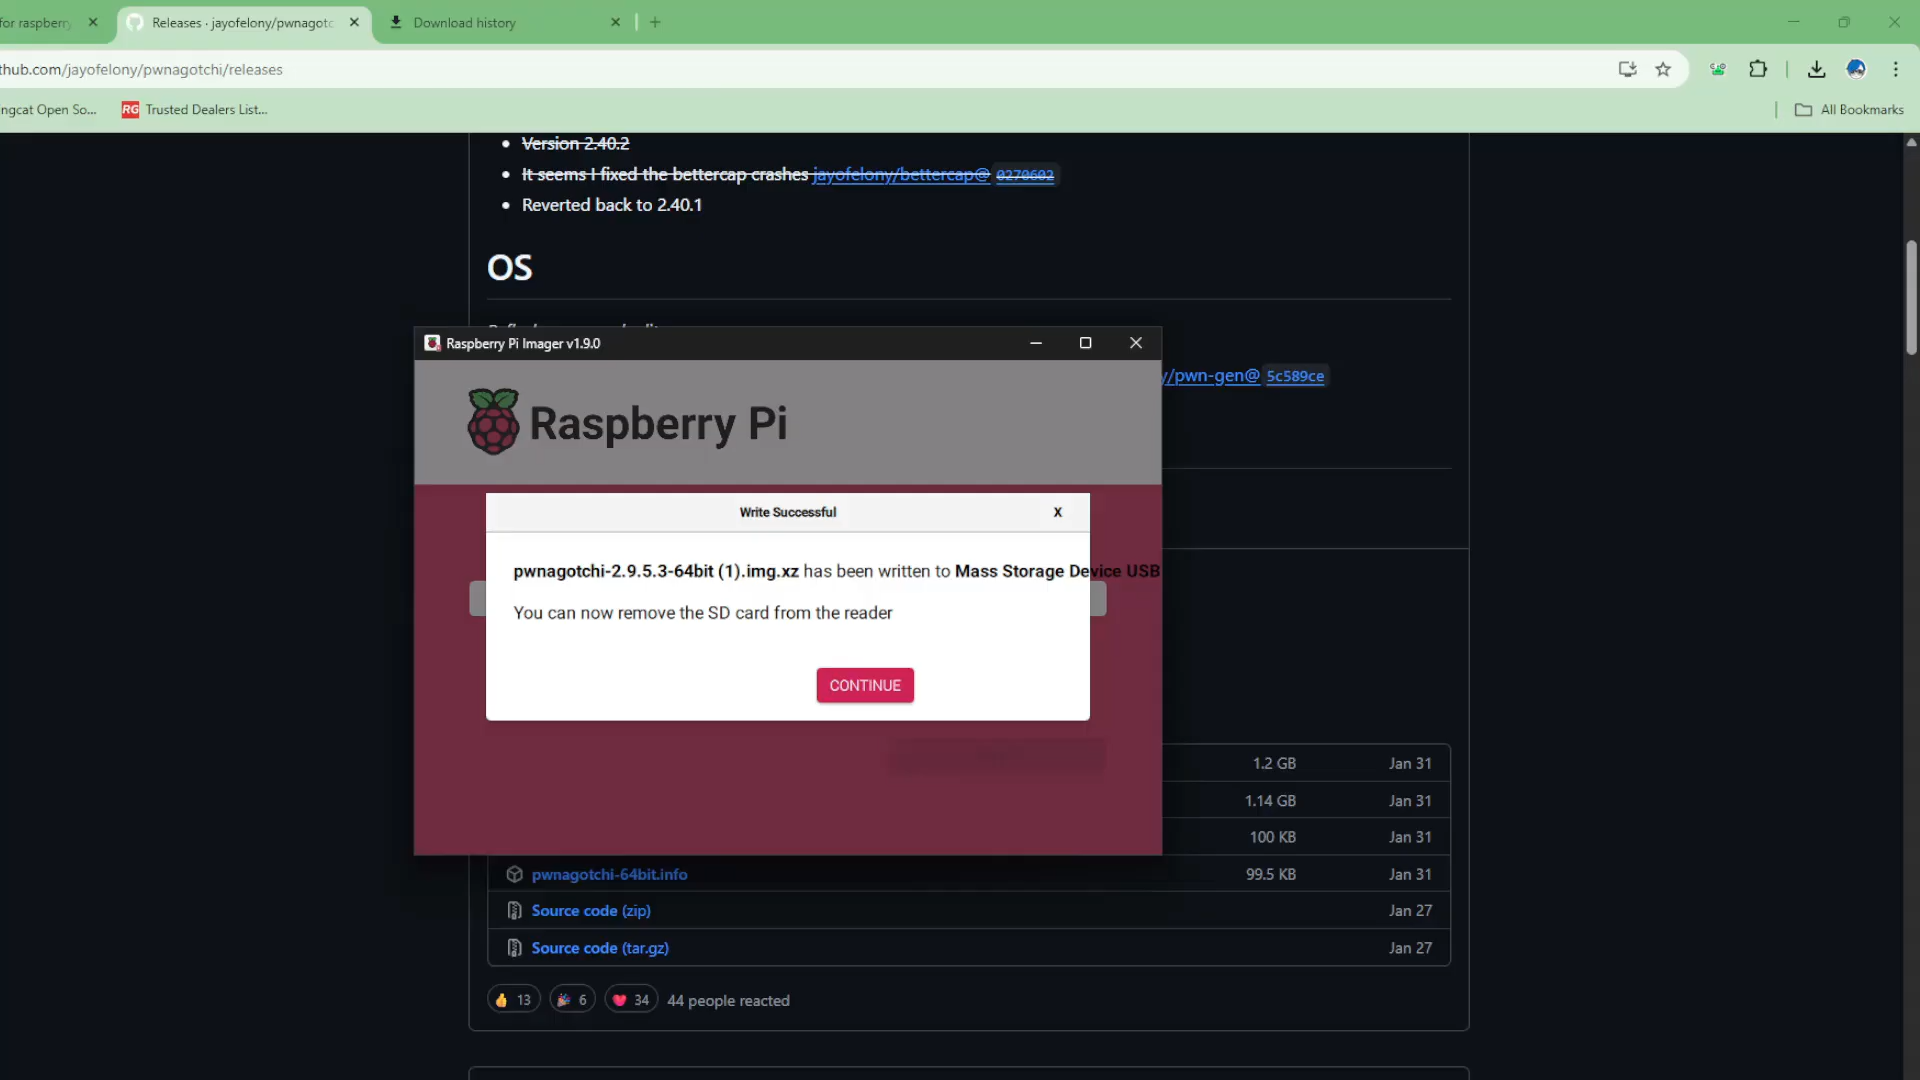 for raspberry
Releases · jayofelony/pwnagotc
Download history
thub.com/jayofelony/pwnagotchi/releases
ngcat Open So...
RG Trusted Dealers List...
All Bookmarks
Version 2.40.2
It seems I fixed the bettercap crashes jayofelony/bettercap@ 0270602
Reverted back to 2.40.1
OS
Raspberry Pi Imager v1.9.0
y/pwn-gen@ 5c589ce
Raspberry Pi
Write Successful
X
pwnagotchi-2.9.5.3-64bit (1).img.xz has been written to Mass Storage Device USB
You can now remove the SD card from the reader
CONTINUE
1.2 GB Jan 31
1.14 GB Jan 31
100 KB Jan 31
pwnagotchi-64bit.info 99.5 KB Jan 31
Source code (zip) Jan 27
Source code (tar.gz) Jan 27
13 6 34 44 people reacted